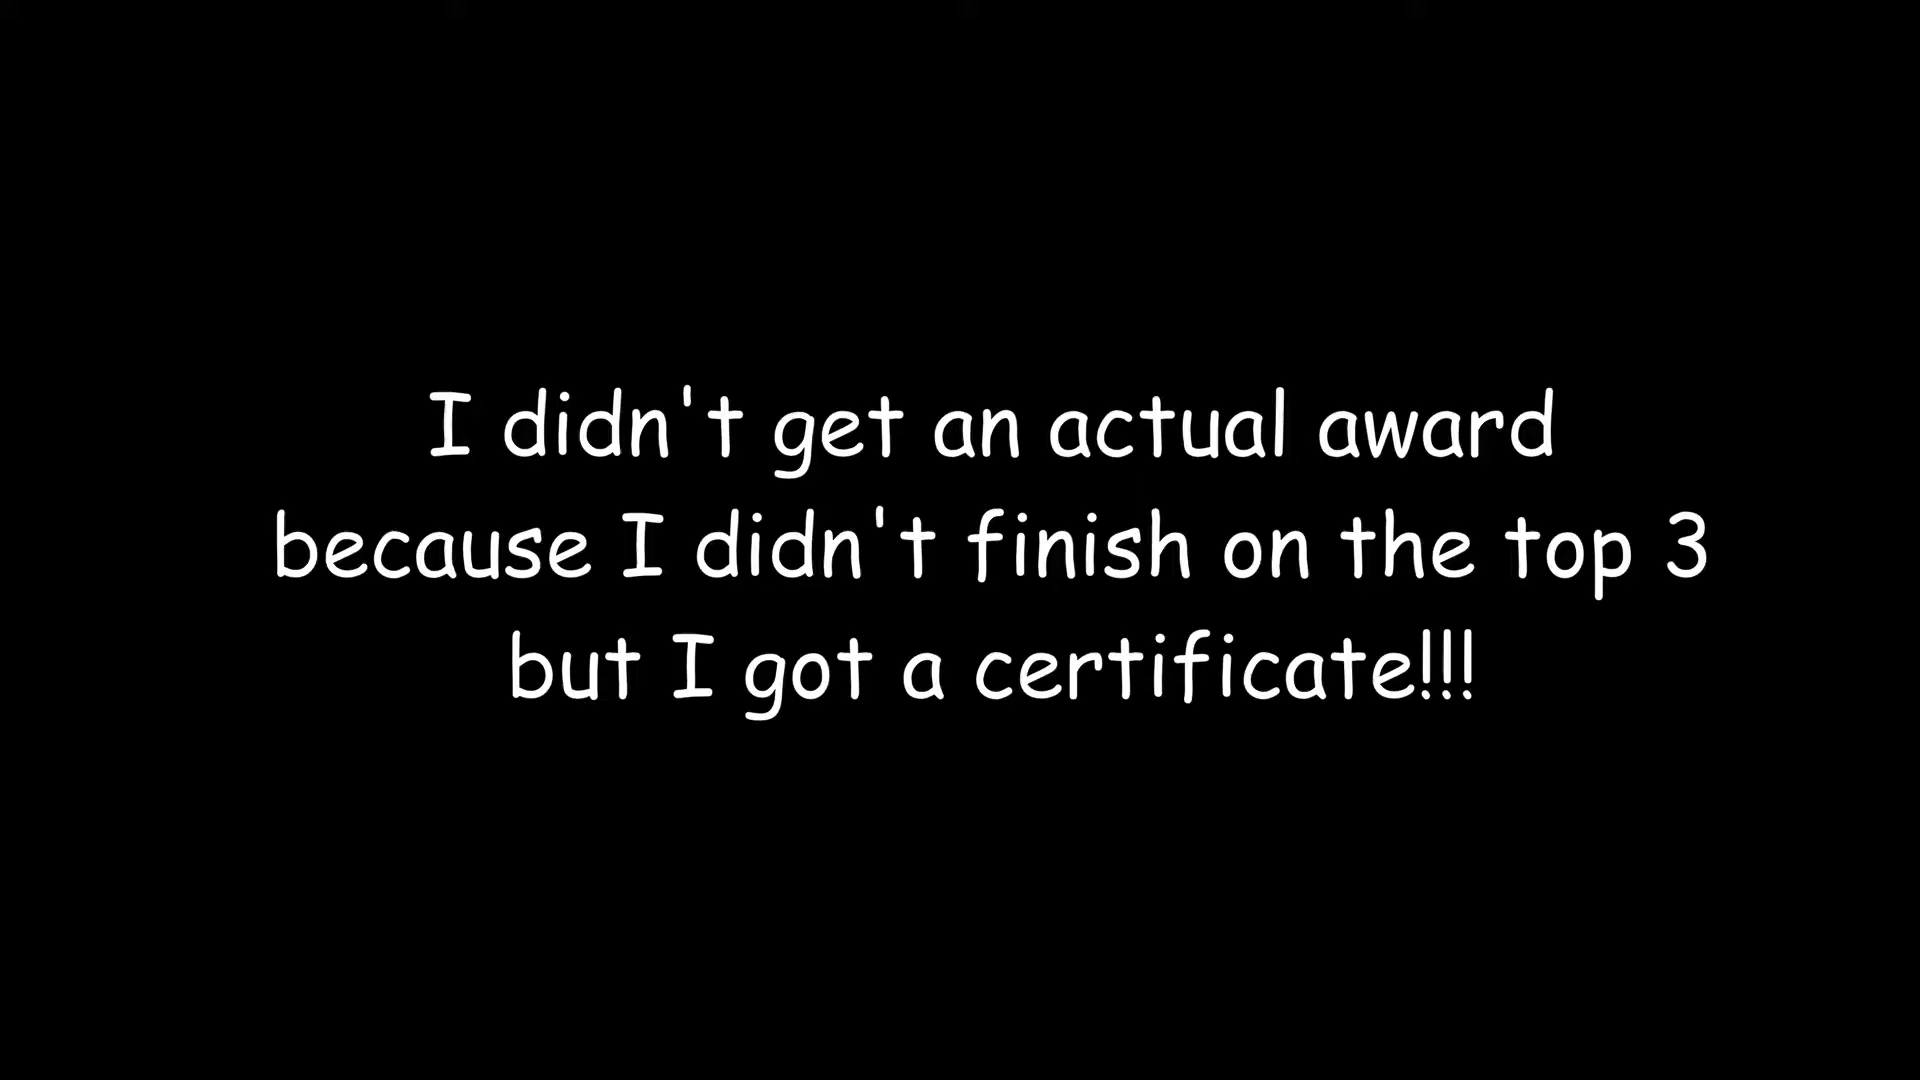 I didn't get an actual award
because I didn't finish on the top 3
but I got a certificate!!!